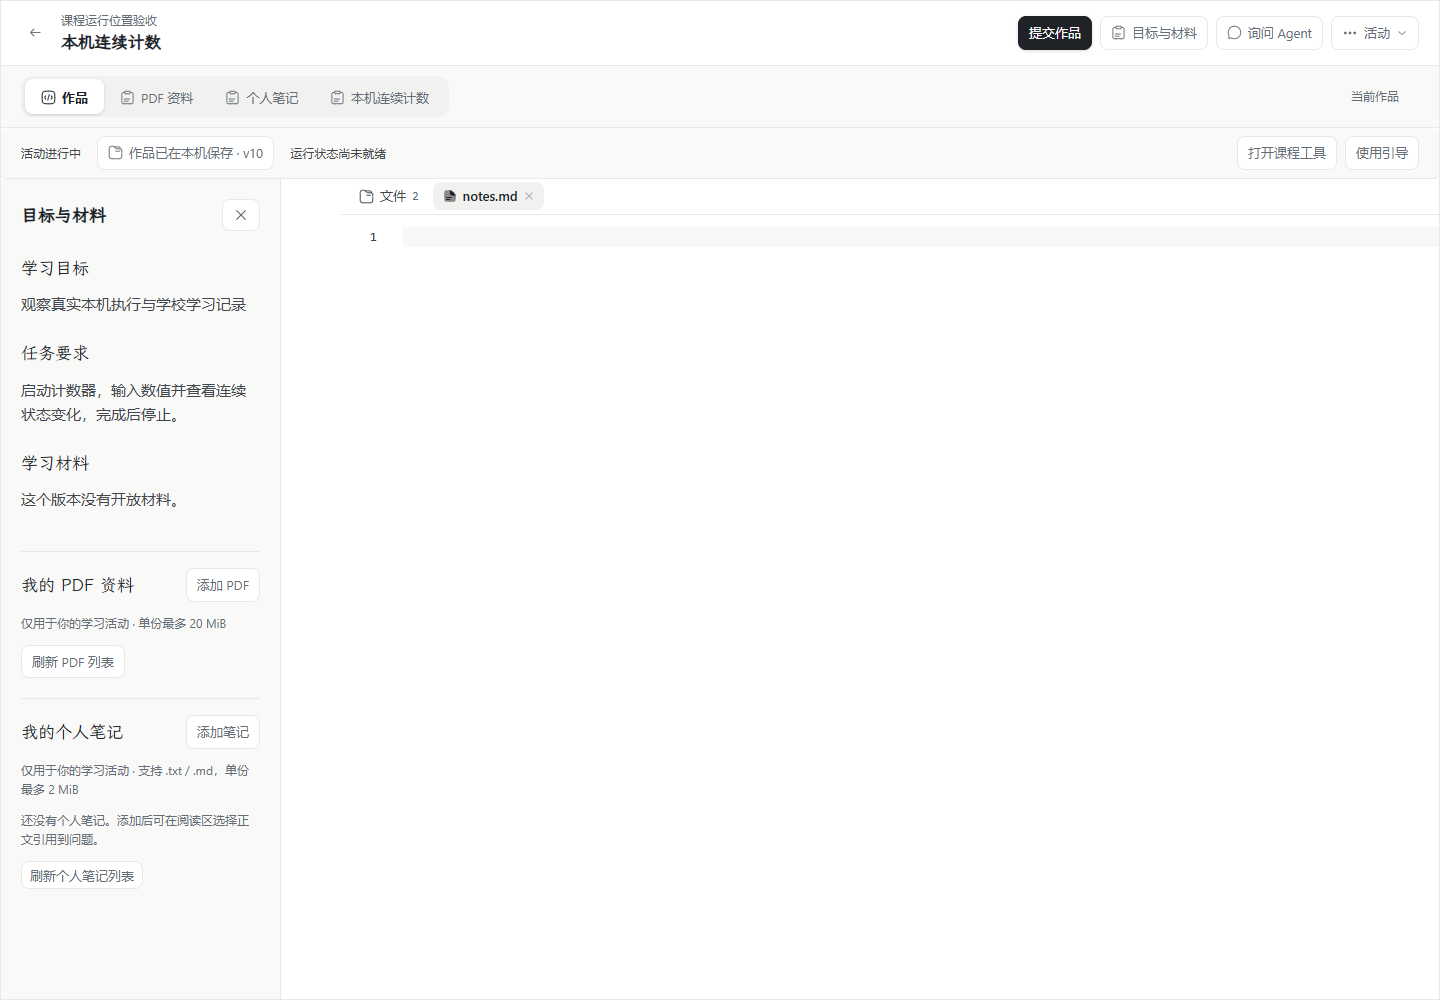 课程运行位置验收
本机连续计数
提交作品
目标与材料
询问 Agent
活动
作品
PDF 资料
个人笔记
本机连续计数
当前作品
活动进行中
作品已在本机保存 · v10
运行状态尚未就绪
打开课程工具
使用引导
目标与材料
学习目标
观察真实本机执行与学校学习记录
任务要求
启动计数器，输入数值并查看连续
状态变化，完成后停止。
学习材料
这个版本没有开放材料。
我的 PDF 资料
添加 PDF
仅用于你的学习活动 · 单份最多 20 MiB
刷新 PDF 列表
我的个人笔记
添加笔记
仅用于你的学习活动 · 支持 .txt / .md，单份
最多 2 MiB
还没有个人笔记。添加后可在阅读区选择正
文引用到问题。
刷新个人笔记列表
文件 2
notes.md
1